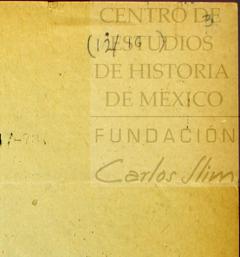 CENTRO DE
ESTUDIOS
DE HISTORIA
DE MÉXICO
FUNDACIÓN
Carlos Slim